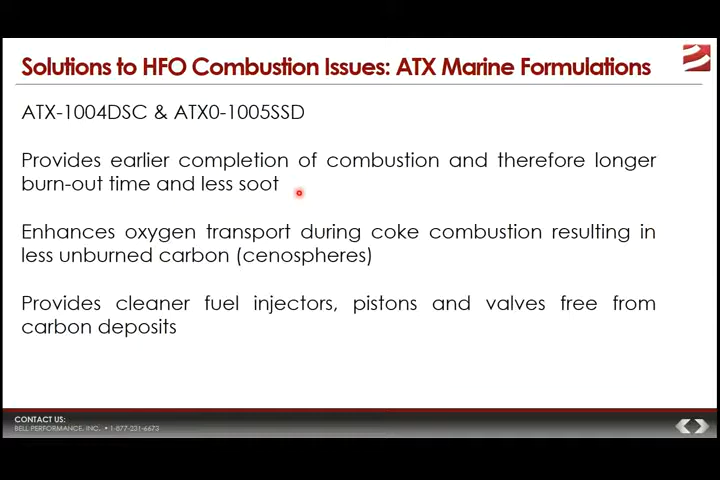 Solutions to HFO Combustion Issues: ATX Marine Formulations
ATX-1004DSC & ATX0-1005SSD
Provides earlier completion of combustion and therefore longer
burn-out time and less soot
Enhances oxygen transport during coke combustion resulting in
less unburned carbon (cenospheres)
Provides cleaner fuel injectors, pistons and valves free from
carbon deposits
CONTACT US:
BELL PERFORMANCE, INC. • 1-877-231-6673